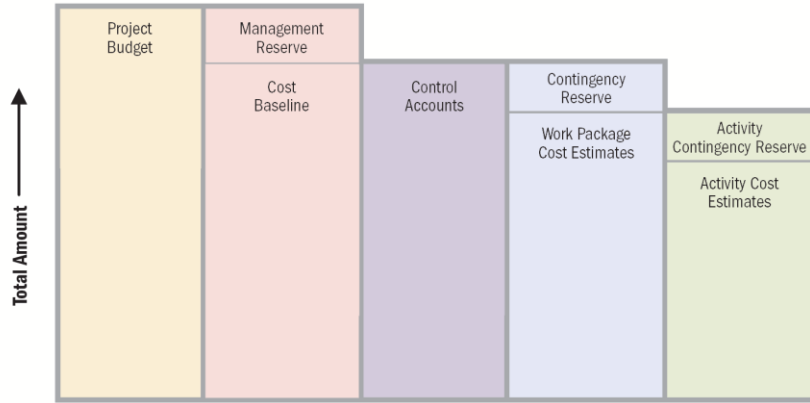 Project
Budget
Management
Reserve
Cost
Baseline
Control
Accounts
Contingency
Reserve
Work Package
Cost Estimates
Activity
Contingency Reserve
Activity Cost
Estimates
Total Amount